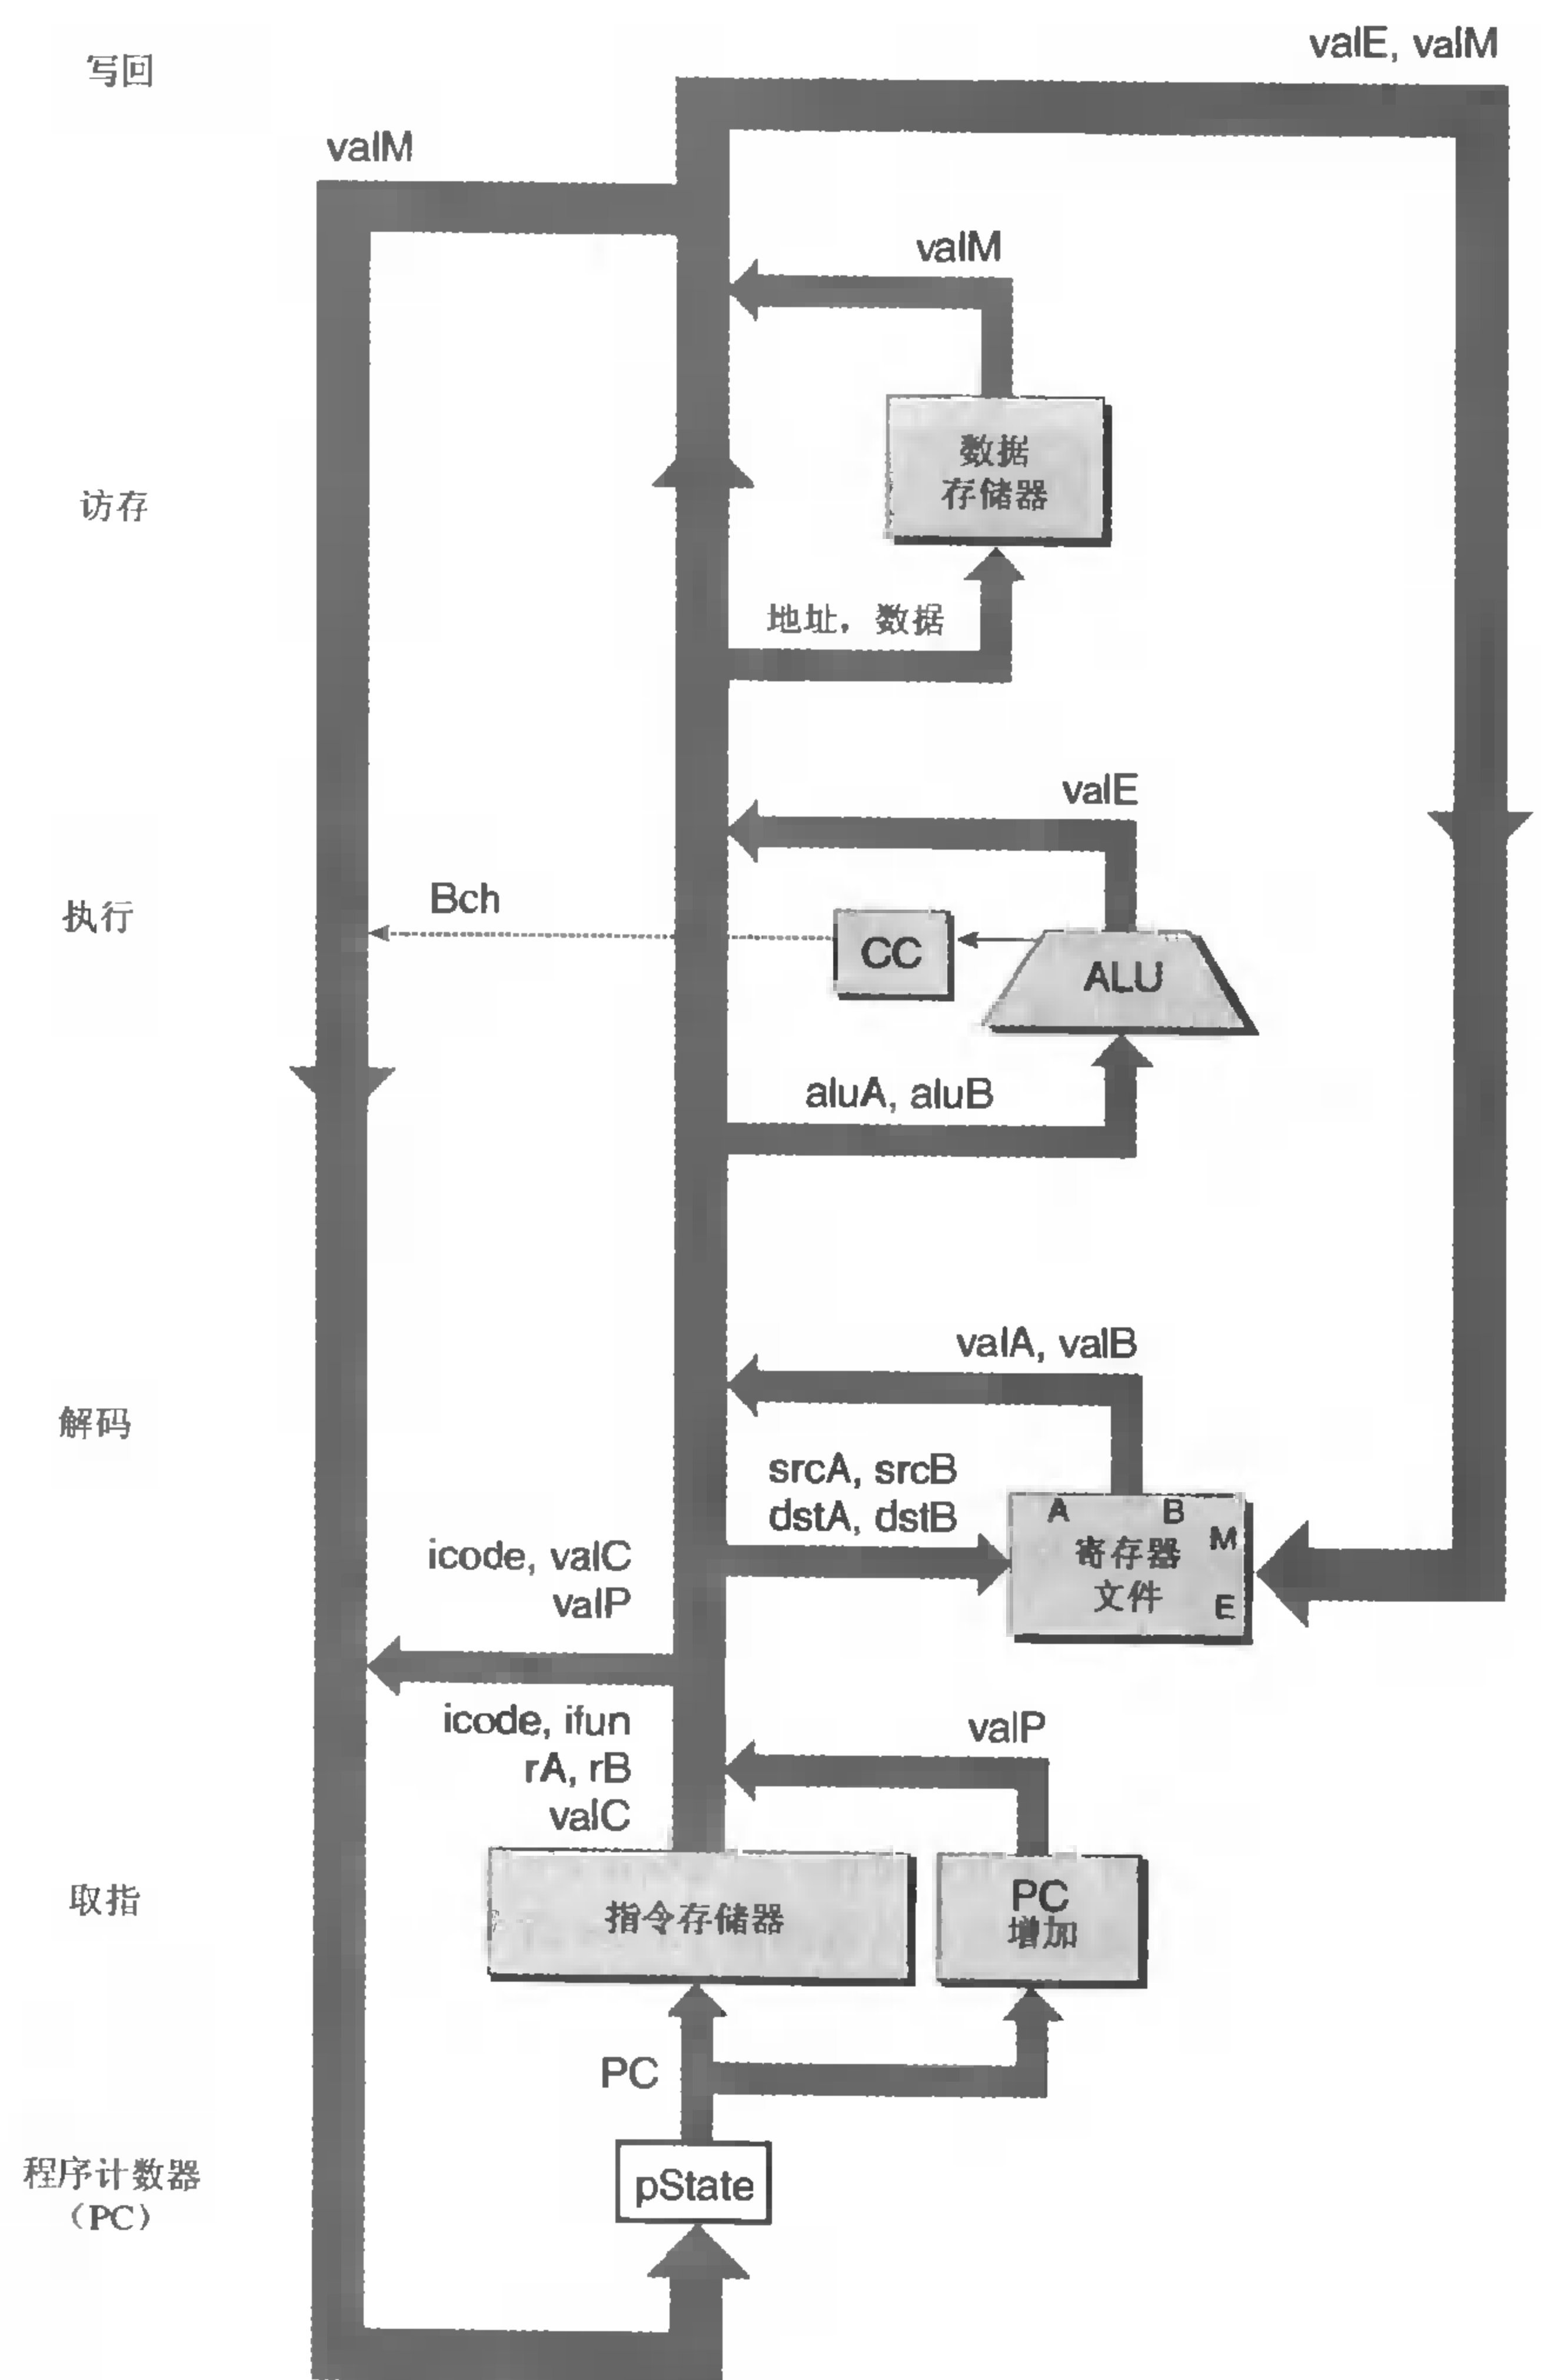 valE, valM
写回
valM
valM
数据
存储器
访存
地址，数据
valE
Bch
CC
ALU
执行
aluA, aluB
valA, valB
解码
srcA, srcB
dstA, dstB
A B
M
寄存器
文件
E
icode, valC
valP
icode, ifun
rA, rB
valC
valP
取指
指令存储器
PC
增加
PC
程序计数器
（PC）
pState